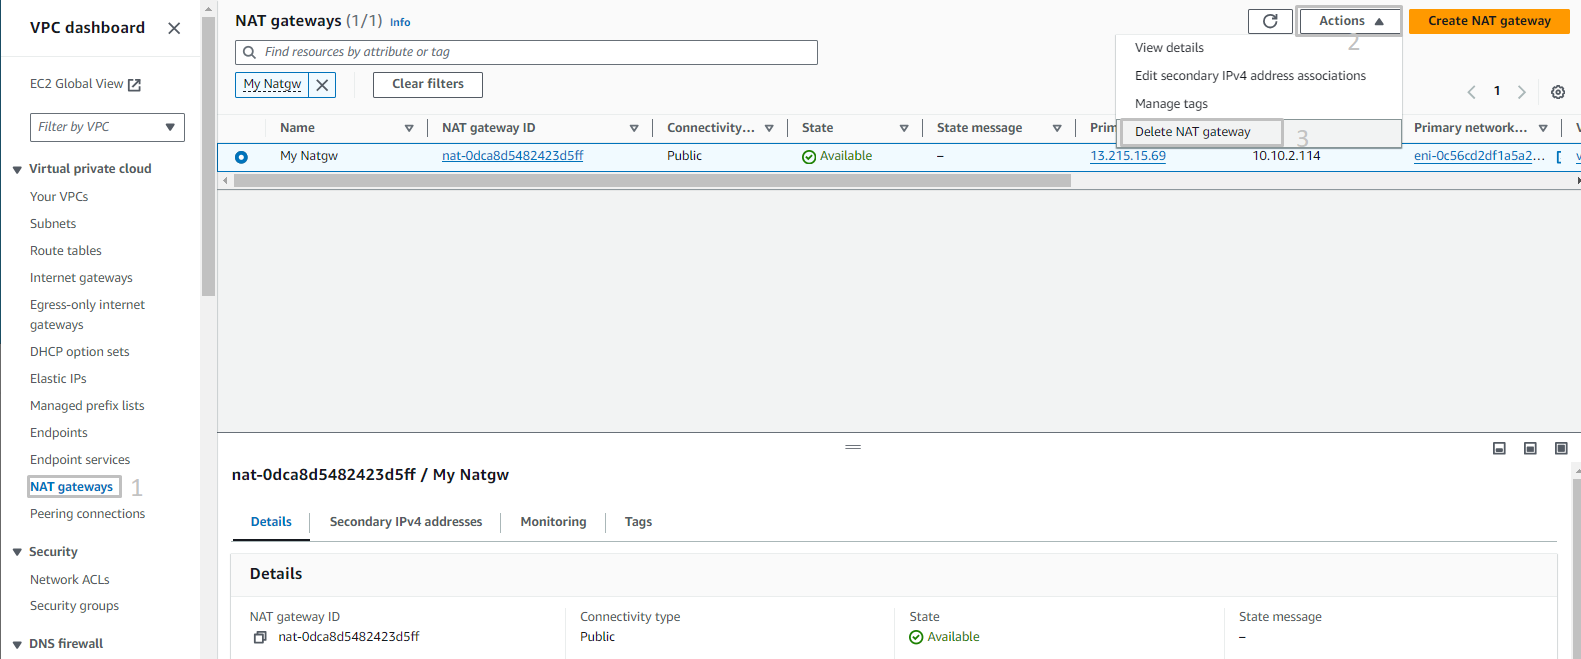 VPC dashboard
EC2 Global View
Filter by VPC
Virtual private cloud
Your VPCs
Subnets
Route tables
Internet gateways
Egress-only internet
gateways
DHCP option sets
Elastic IPs
Managed prefix lists
Endpoints
Endpoint services
NAT gateways 1
Peering connections
Security
Network ACLs
Security groups
DNS firewall
NAT gateways (1/1) Info
Actions 2
Create NAT gateway
Find resources by attribute or tag
My Natgw
Clear filters
1
View details
Edit secondary IPv4 address associations
Manage tags
Delete NAT gateway 3
Name NAT gateway ID Connectivity... State State message Prim Primary network...
My Natgw nat-0dca8d5482423d5ff Public Available – 13.215.15.69 10.10.2.114 eni-0c56cd2df1a5a2...
nat-0dca8d5482423d5ff / My Natgw
Details Secondary IPv4 addresses Monitoring Tags
Details
NAT gateway ID Connectivity type State State message
nat-0dca8d5482423d5ff Public Available –